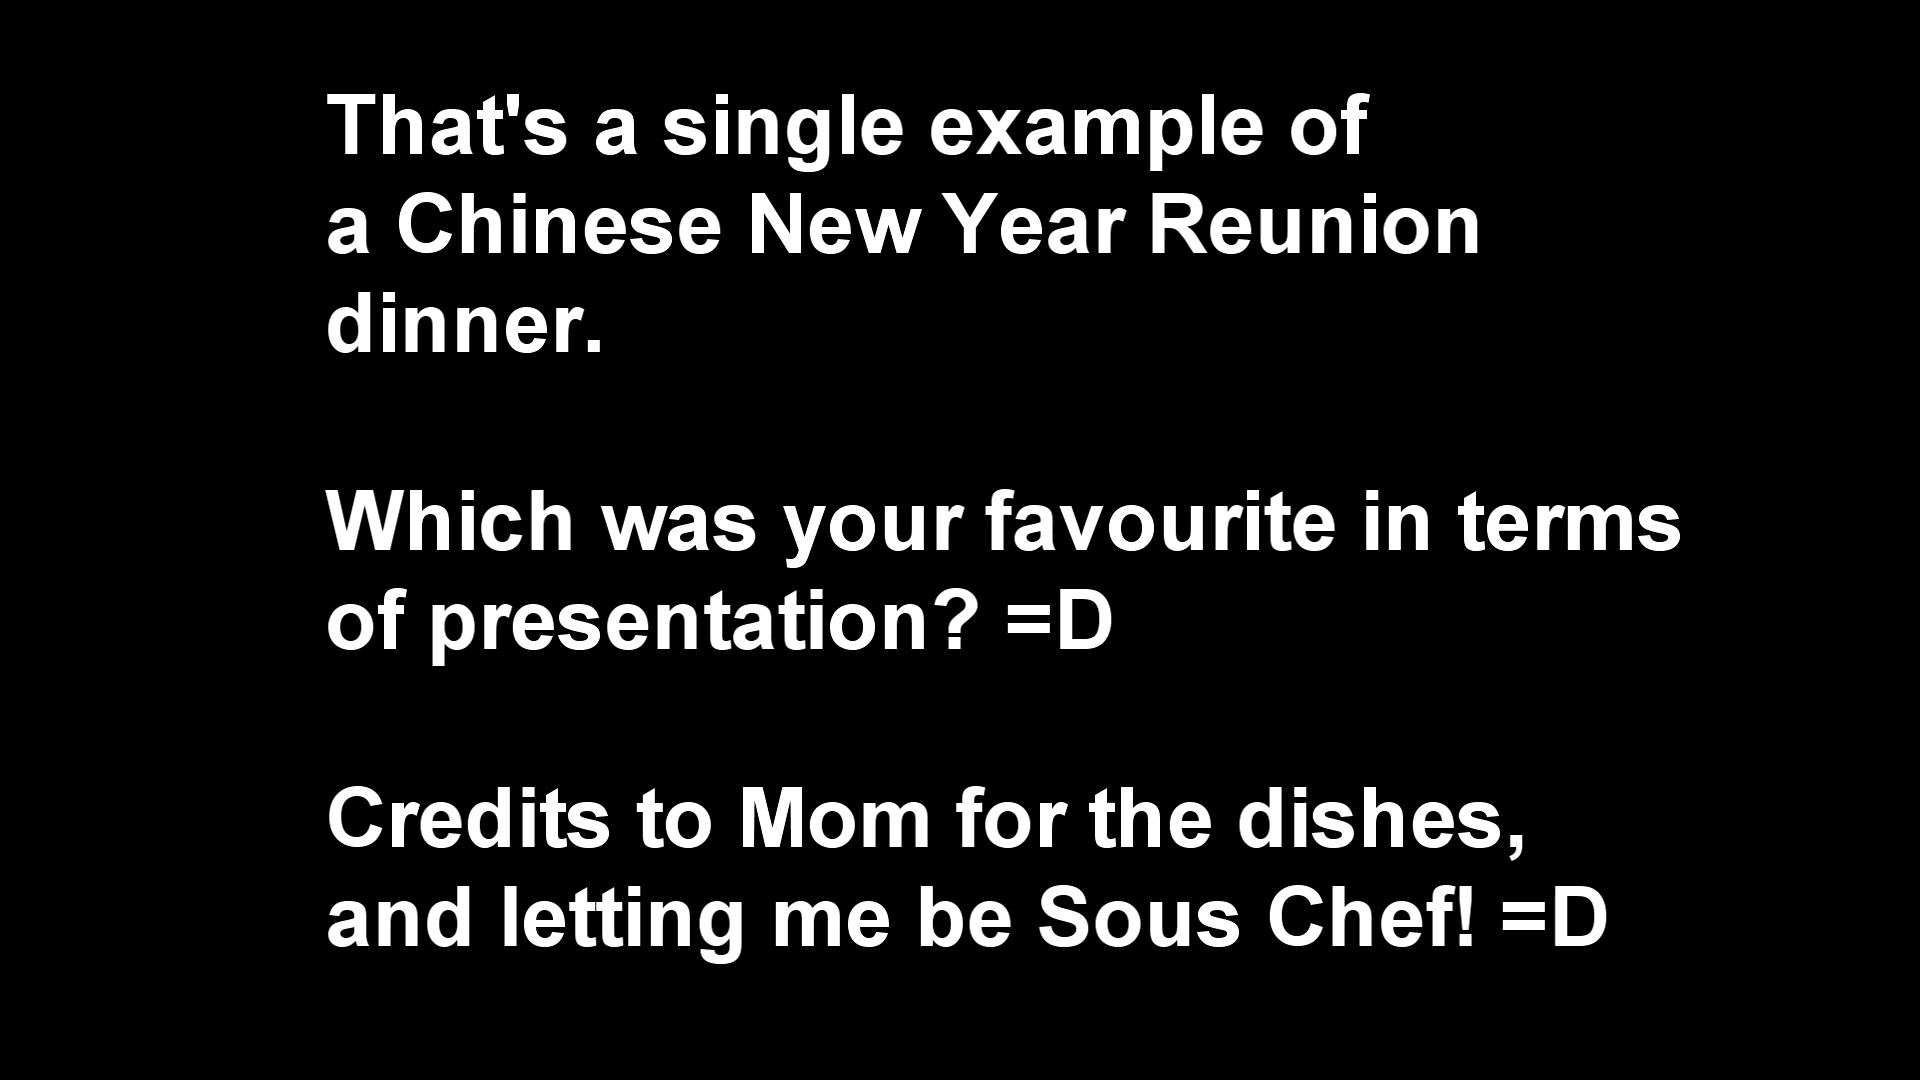 That's a single example of
a Chinese New Year Reunion
dinner.
Which was your favourite in terms
of presentation? =D
Credits to Mom for the dishes,
and letting me be Sous Chef! =D